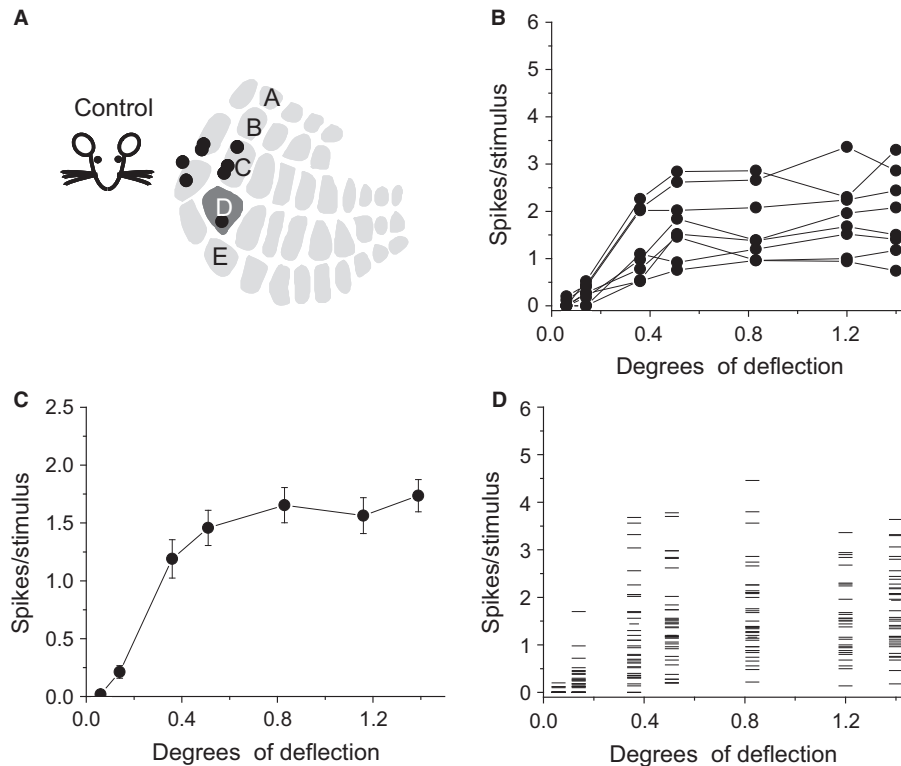 A
Control
A
B
C
D
E
B
6
5
4
3
2
1
0
Spikes/stimulus
0.0 0.4 0.8 1.2
Degrees of deflection
C
2.5
2.0
1.5
1.0
0.5
0.0
Spikes/stimulus
0.0 0.4 0.8 1.2
Degrees of deflection
D
6
5
4
3
2
1
0
Spikes/stimulus
0.0 0.4 0.8 1.2
Degrees of deflection